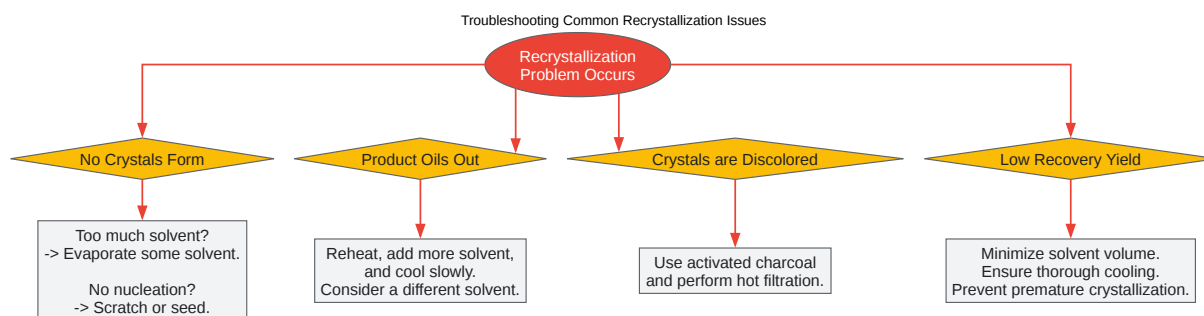 Troubleshooting Common Recrystallization Issues
Recrystallization
Problem Occurs
No Crystals Form
Product Oils Out
Crystals are Discolored
Low Recovery Yield
Too much solvent?
-> Evaporate some solvent.
No nucleation?
-> Scratch or seed.
Reheat, add more solvent,
and cool slowly.
Consider a different solvent.
Use activated charcoal
and perform hot filtration.
Minimize solvent volume.
Ensure thorough cooling.
Prevent premature crystallization.